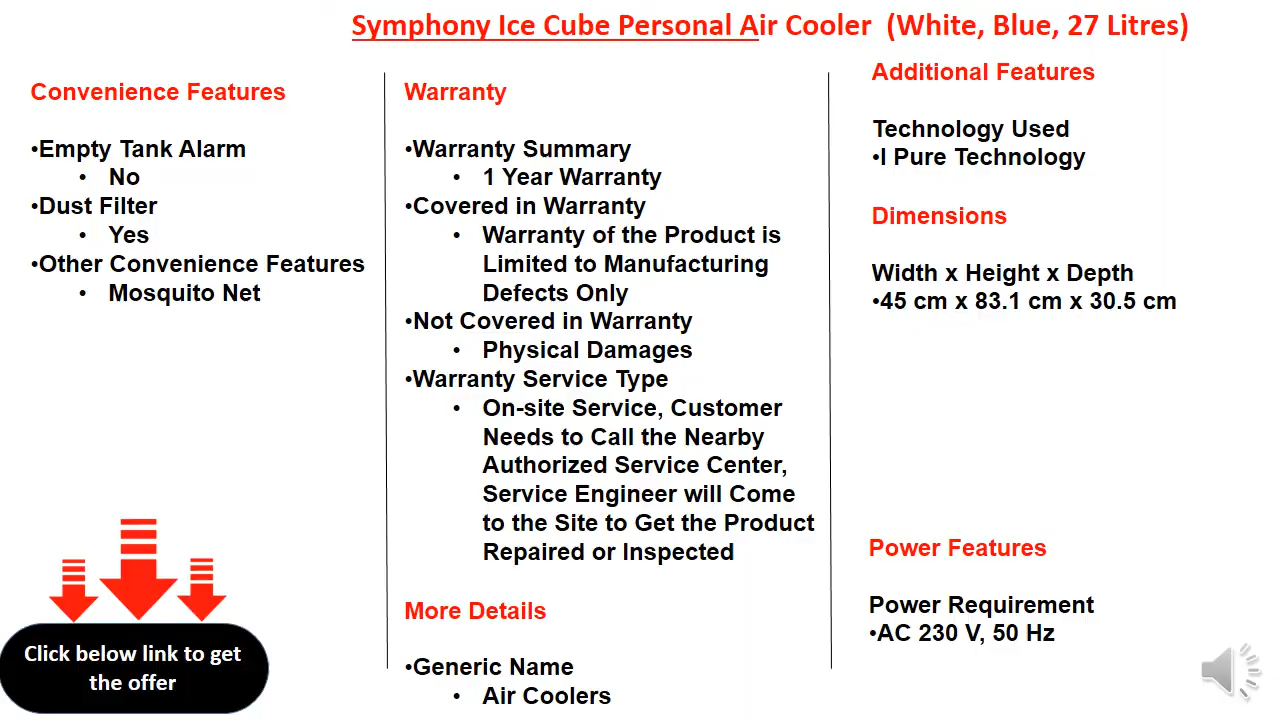 Symphony Ice Cube Personal Air Cooler (White, Blue, 27 Litres)
Convenience Features
•Empty Tank Alarm
• No
•Dust Filter
• Yes
•Other Convenience Features
• Mosquito Net
Click below link to get
the offer
Warranty
•Warranty Summary
• 1 Year Warranty
•Covered in Warranty
• Warranty of the Product is
Limited to Manufacturing
Defects Only
•Not Covered in Warranty
• Physical Damages
•Warranty Service Type
• On-site Service, Customer
Needs to Call the Nearby
Authorized Service Center,
Service Engineer will Come
to the Site to Get the Product
Repaired or Inspected
More Details
•Generic Name
• Air Coolers
Additional Features
Technology Used
•I Pure Technology
Dimensions
Width x Height x Depth
•45 cm x 83.1 cm x 30.5 cm
Power Features
Power Requirement
•AC 230 V, 50 Hz